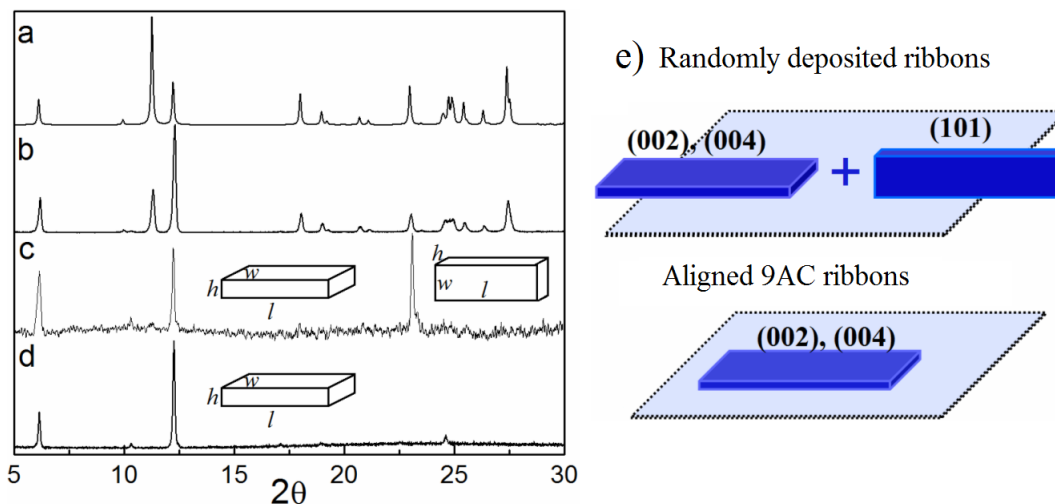 a
b
c
d
w
h
l
h
w
l
w
h
l
5
10
15
20
25
30
2θ
e) Randomly deposited ribbons
(002), (004)
+
(101)
Aligned 9AC ribbons
(002), (004)